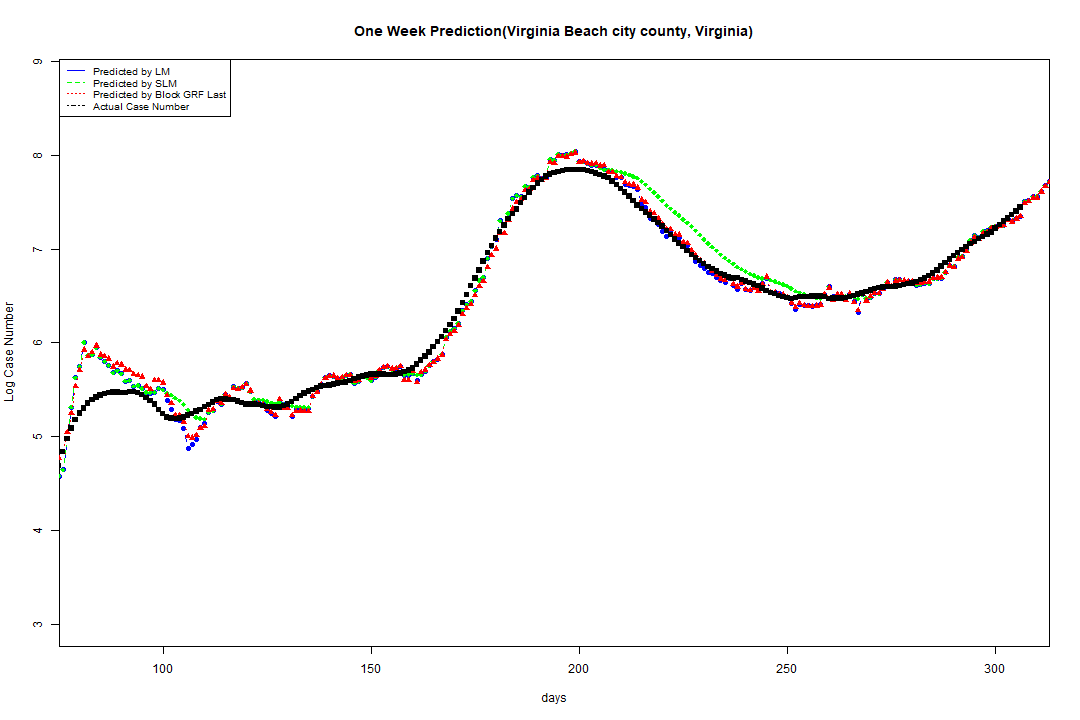 One Week Prediction(Virginia Beach city county, Virginia)
Predicted by LM
Predicted by SLM
Predicted by Block GRF Last
Actual Case Number
Log Case Number
9
8
7
6
5
4
3
100 150 200 250 300
days